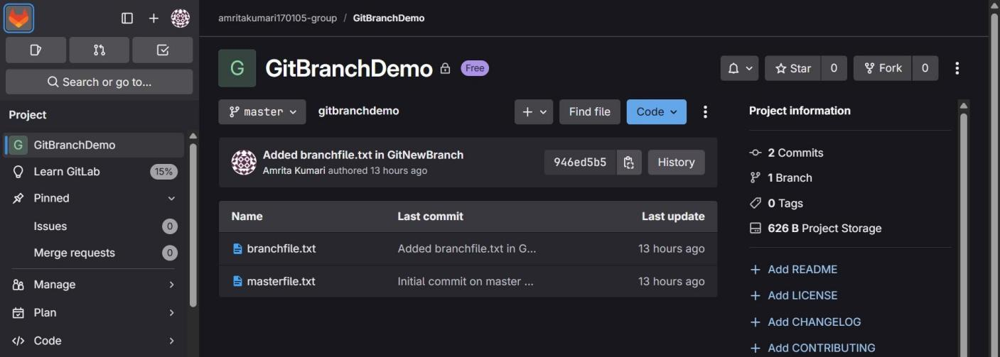 amritakumari170105-group / GitBranchDemo
Search or go to...
Project
G GitBranchDemo
Learn GitLab 15%
Pinned
Issues 0
Merge requests 0
Manage
Plan
Code
G GitBranchDemo Free
Star 0
Fork 0
master gitbranchdemo
Find file
Code
Added branchfile.txt in GitNewBranch
Amrita Kumari authored 13 hours ago
946ed5b5
History
Name Last commit Last update
branchfile.txt Added branchfile.txt in G... 13 hours ago
masterfile.txt Initial commit on master ... 13 hours ago
Project information
2 Commits
1 Branch
0 Tags
626 B Project Storage
+ Add README
+ Add LICENSE
+ Add CHANGELOG
+ Add CONTRIBUTING